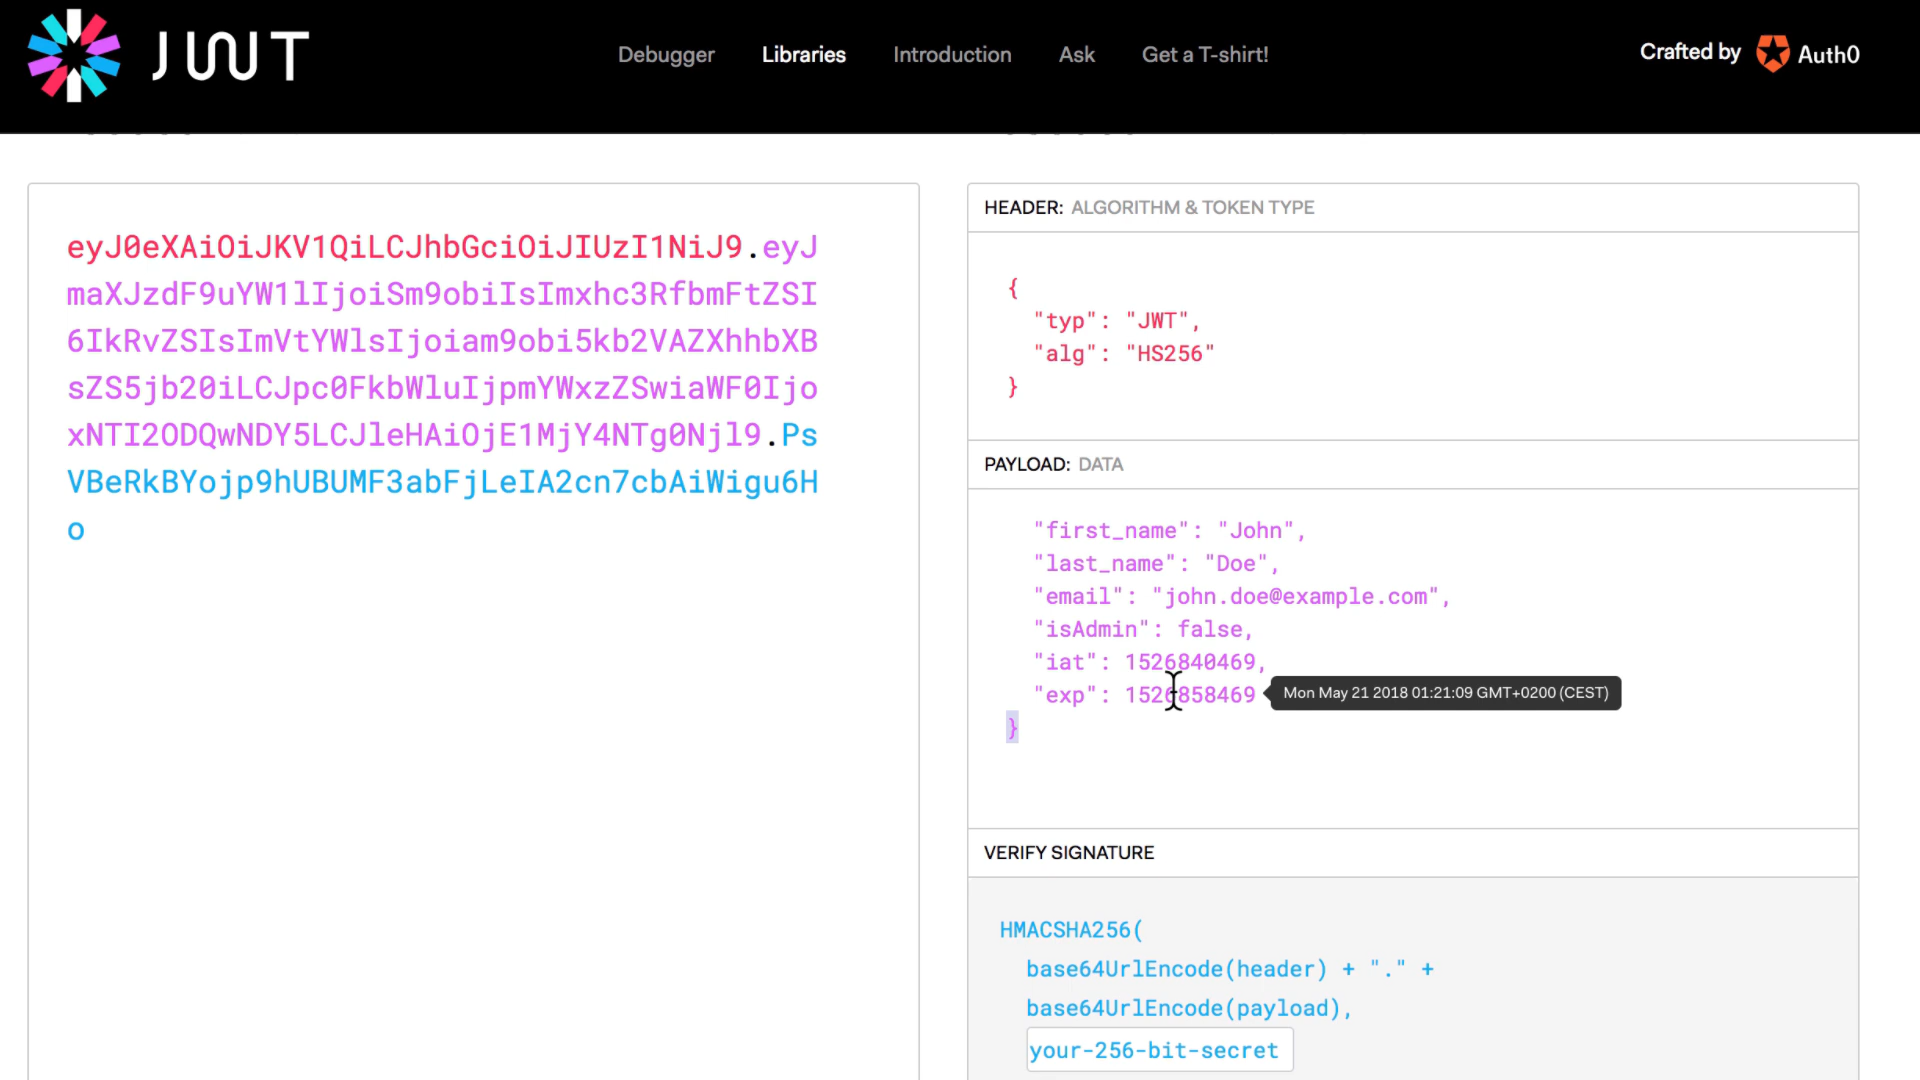 JWT
Debugger
Libraries
Introduction
Ask
Get a T-shirt!
Crafted by Auth0
eyJ0eXAiOiJKV1QiLCJhbGciOiJIUzI1NiJ9.eyJ
maXJzdF9uYW1lIjoiSm9obiIsImxhc3RfbmFtZSI
6IkRvZSIsImVtYWlsIjoiam9obi5kb2VAZXhhbXB
sZS5jb20iLCJpc0FkbWluIjpmYWxzZSwiaWF0Ijo
xNTI2ODQwNDY5LCJleHAiOjE1MjY4NTg0Njl9.Ps
VBeRkBYojp9hUBUMF3abFjLeIA2cn7cbAiWigu6H
o
HEADER: ALGORITHM & TOKEN TYPE
{
"typ": "JWT",
"alg": "HS256"
}
PAYLOAD: DATA
"first_name": "John",
"last_name": "Doe",
"email": "john.doe@example.com",
"isAdmin": false,
"iat": 1526840469,
"exp": 1526858469
Mon May 21 2018 01:21:09 GMT+0200 (CEST)
}
VERIFY SIGNATURE
HMACSHA256(
base64UrlEncode(header) + "." +
base64UrlEncode(payload),
your-256-bit-secret